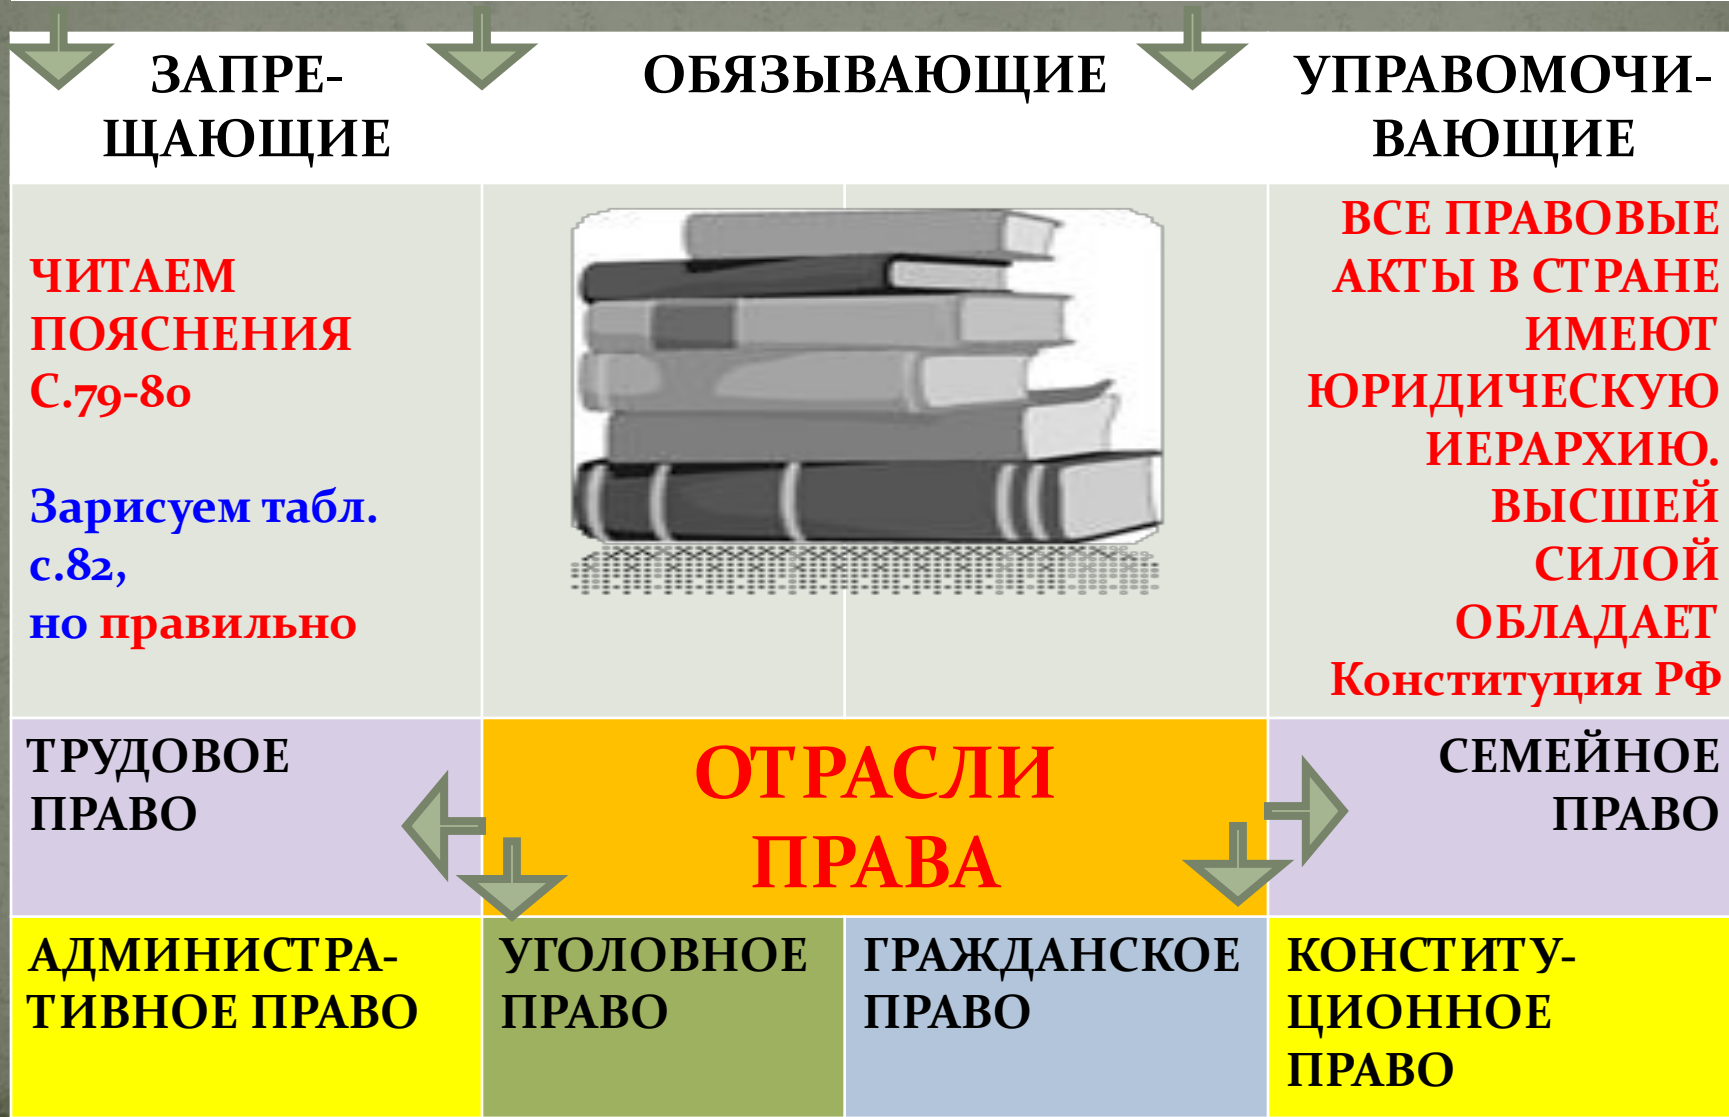 ЗАПРЕ-
ЩАЮЩИЕ
ОБЯЗЫВАЮЩИЕ
УПРАВОМОЧИ-
ВАЮЩИЕ
ЧИТАЕМ
ПОЯСНЕНИЯ
С.79-80
Зарисуем табл.
с.82,
но правильно
ВСЕ ПРАВОВЫЕ
АКТЫ В СТРАНЕ
ИМЕЮТ
ЮРИДИЧЕСКУЮ
ИЕРАРХИЮ.
ВЫСШЕЙ
СИЛОЙ
ОБЛАДАЕТ
Конституция РФ
ТРУДОВОЕ
ПРАВО
ОТРАСЛИ
ПРАВА
СЕМЕЙНОЕ
ПРАВО
АДМИНИСТРА-
ТИВНОЕ ПРАВО
УГОЛОВНОЕ
ПРАВО
ГРАЖДАНСКОЕ
ПРАВО
КОНСТИТУ-
ЦИОННОЕ
ПРАВО